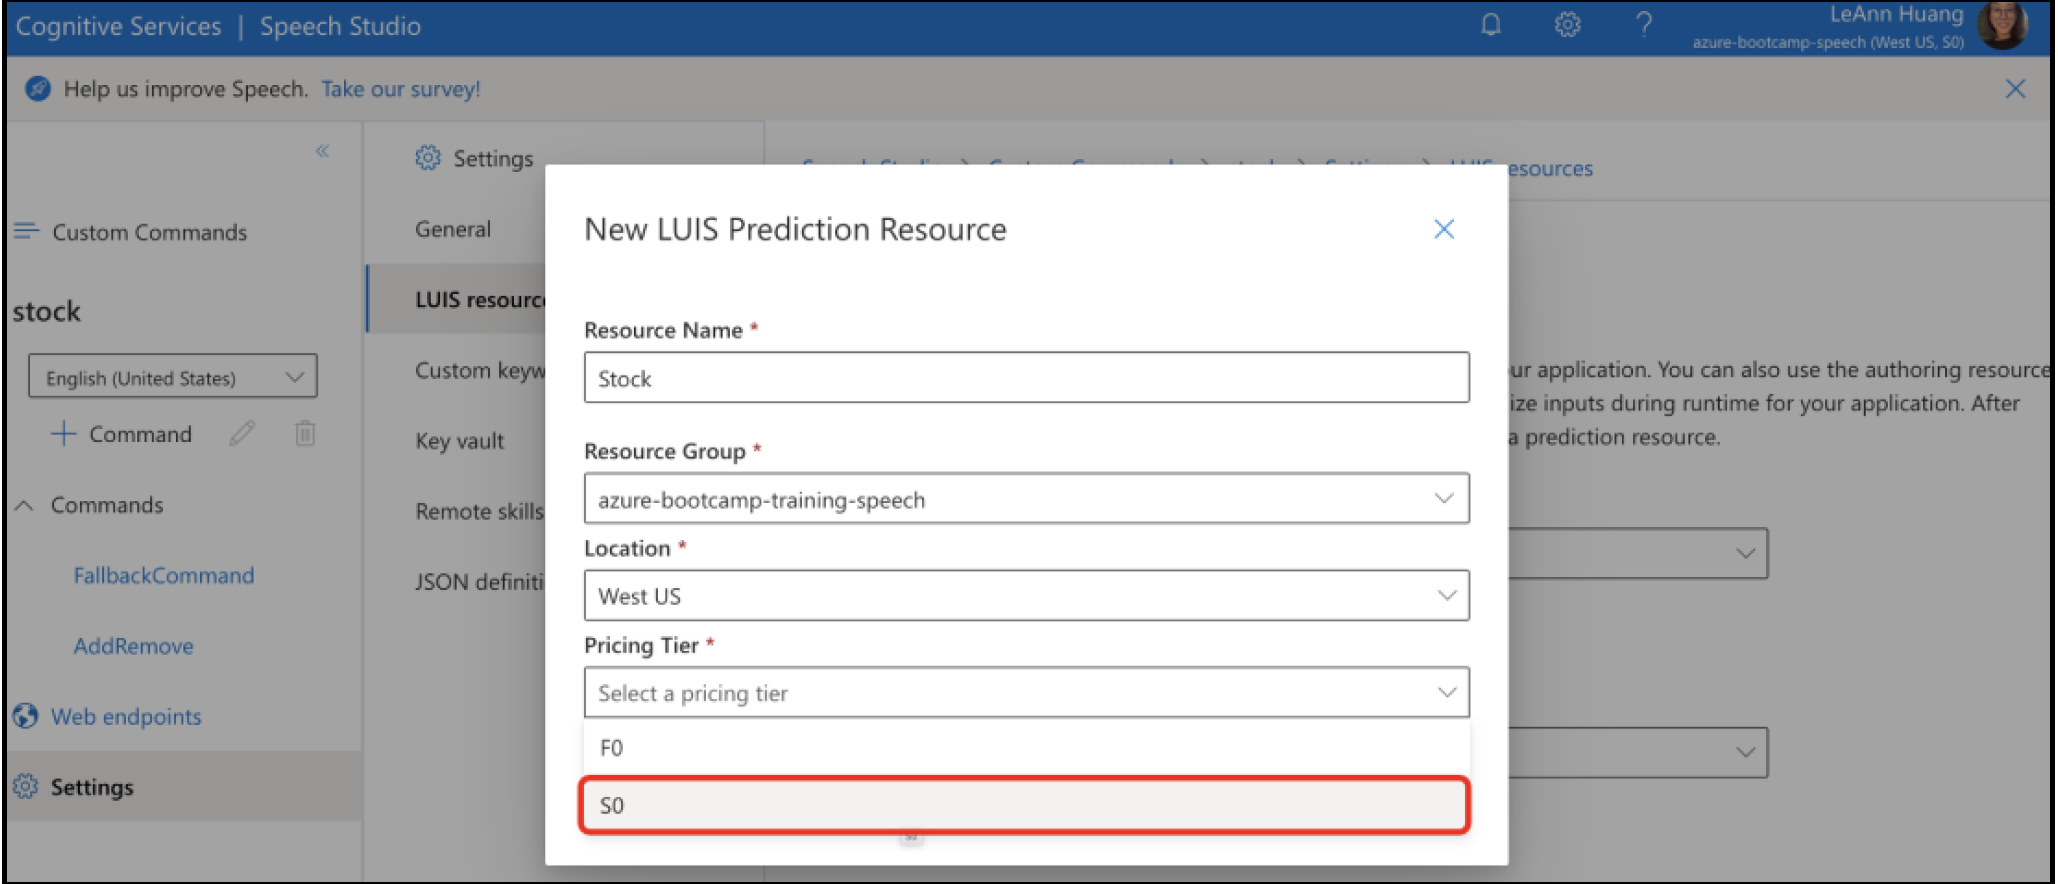 Cognitive Services | Speech Studio
LeAnn Huang
azure-bootcamp-speech (West US, S0)
Help us improve Speech. Take our survey!
Settings
esources
Custom Commands
General
New LUIS Prediction Resource
stock
LUIS resource
Resource Name *
English (United States)
Custom keyw
Stock
ur application. You can also use the authoring resource
ize inputs during runtime for your application. After
a prediction resource.
Command
Key vault
Resource Group *
azure-bootcamp-training-speech
Commands
Remote skills
Location *
FallbackCommand
JSON definiti
West US
AddRemove
Pricing Tier *
Select a pricing tier
Web endpoints
F0
Settings
S0